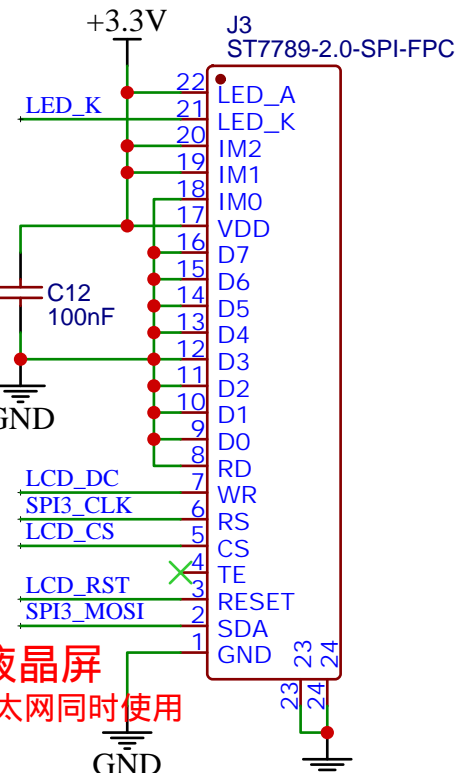 +3.3V
J3
ST7789-2.0-SPI-FPC
22 LED_A
LED_K 21 LED_K
20 IM2
19 IM1
18 IM0
17 VDD
16 D7
15 D6
C12 14 D5
100nF 13 D4
12 D3
11 D2
GND 10 D1
9 D0
8 RD
LCD_DC 7 WR
SPI3_CLK 6 RS
LCD_CS 5 CS
4 TE
LCD_RST 3 RESET
SPI3_MOSI 2 SDA
1 GND
液晶屏
太网同时使用
23 24
23 24
GND